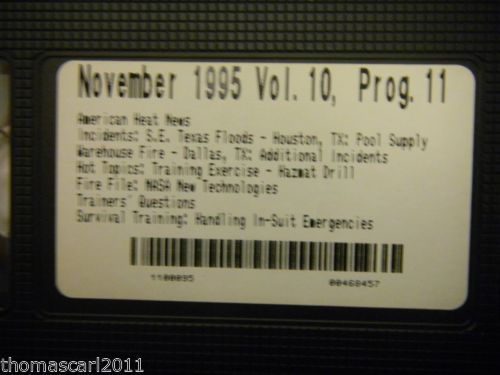 November 1995 Vol. 10, Prog. 11
American Heat News
Incidents: S.E. Texas Floods - Houston, TX: Pool Supply
Warehouse Fire - Dallas, TX: Additional Incidents
Hot Topics: Training Exercise - Hazmat Drill
Fire File: NASA New Technologies
Trainers' Questions
Survival Training: Handling In-Suit Emergencies
1100095 00468457
thomascarl2011